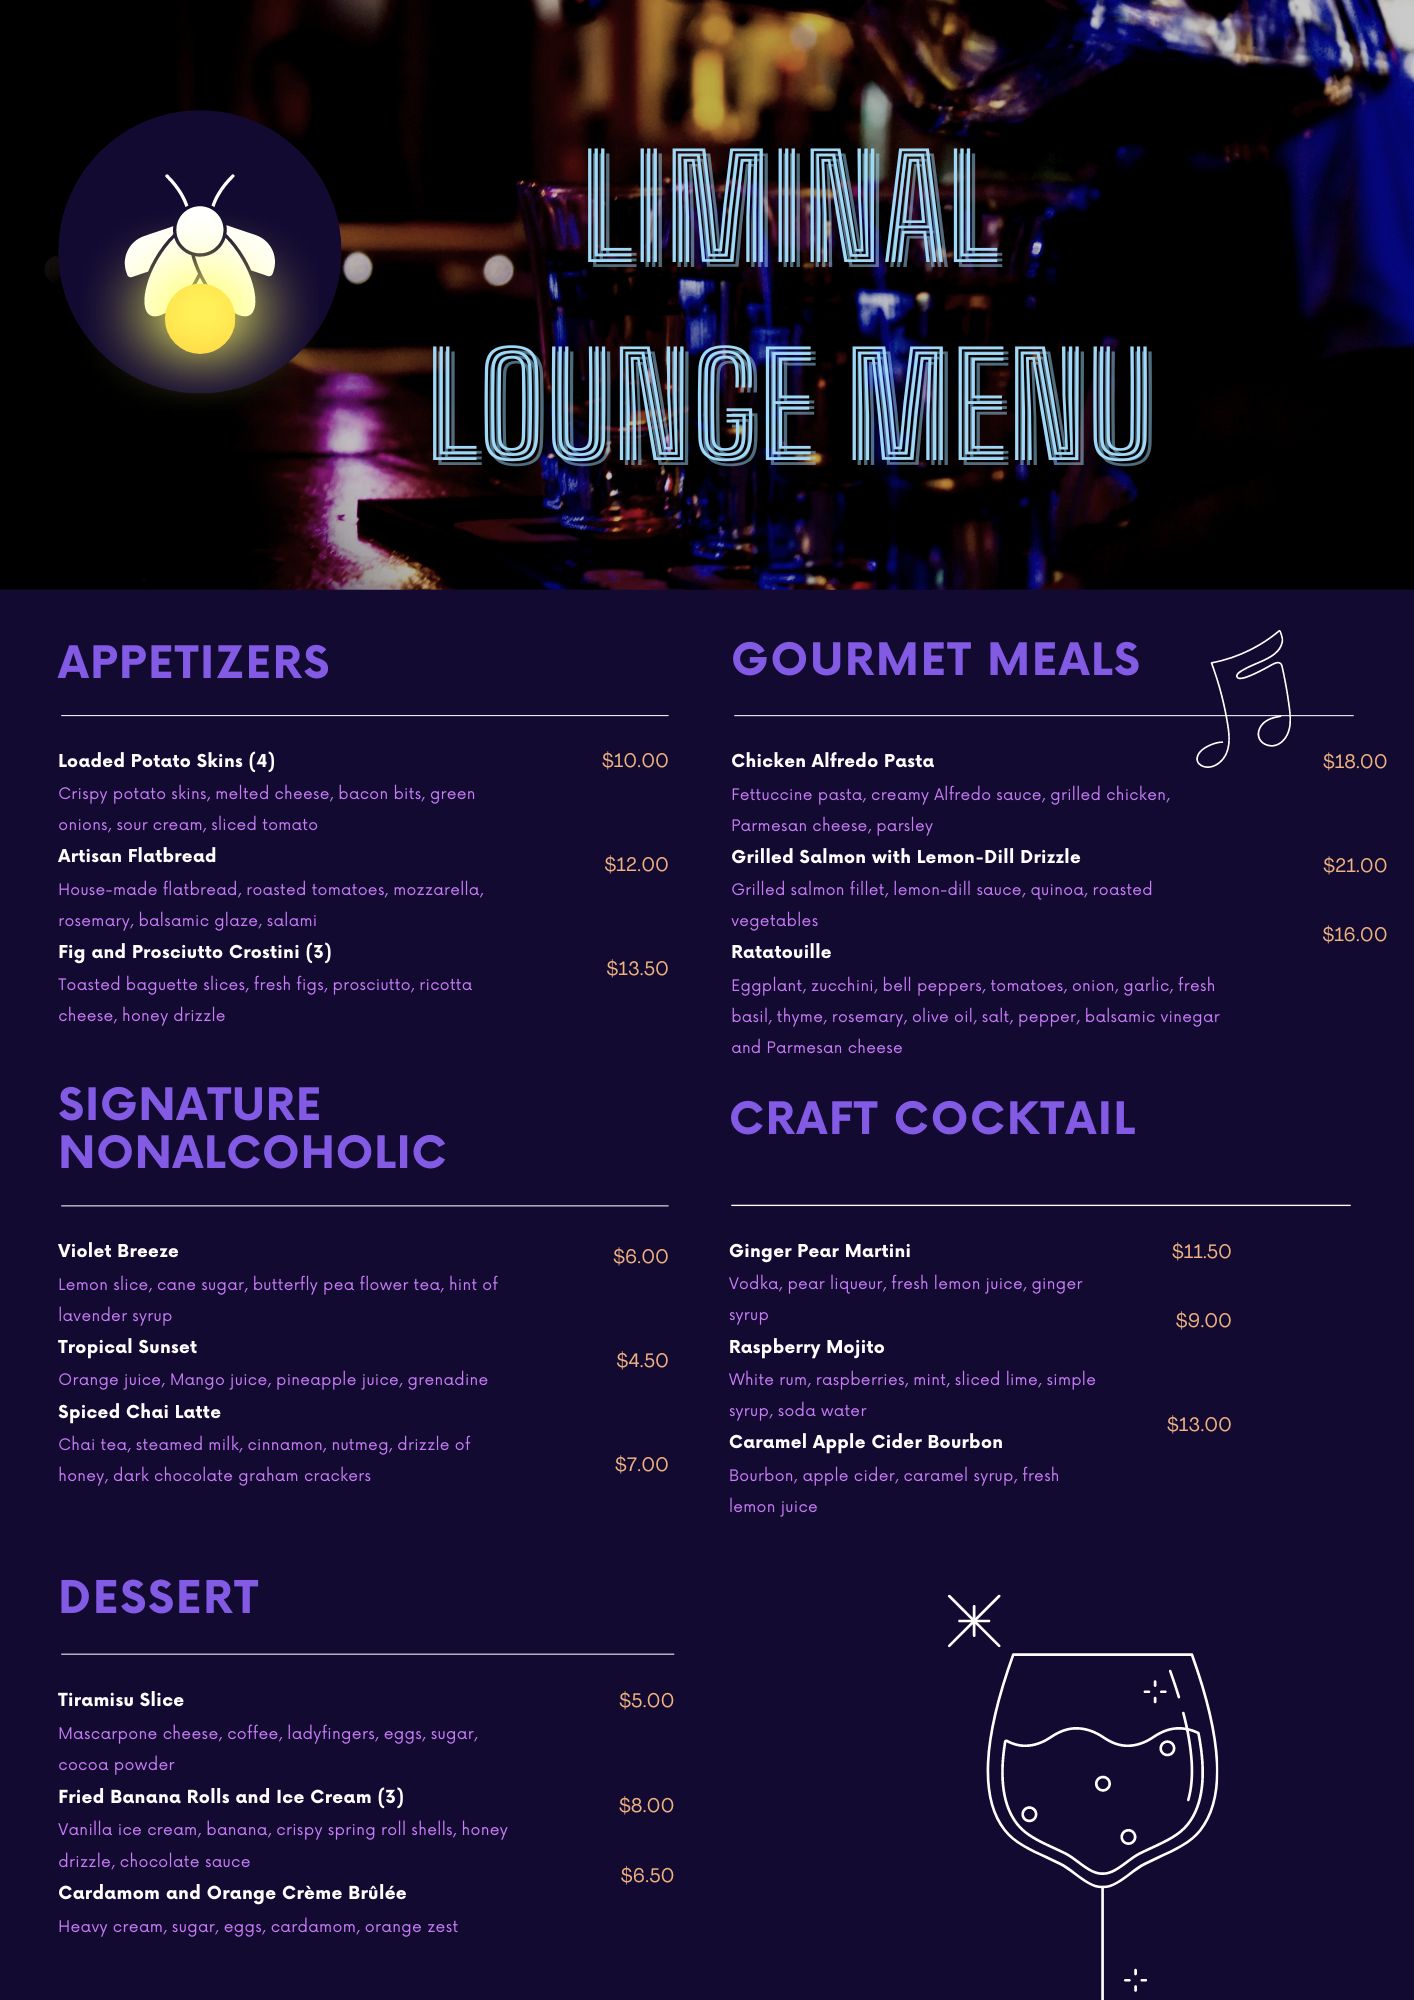 LIMINAL
LOUNGE MENU
APPETIZERS
Loaded Potato Skins (4) $10.00
Crispy potato skins, melted cheese, bacon bits, green
onions, sour cream, sliced tomato
Artisan Flatbread $12.00
House-made flatbread, roasted tomatoes, mozzarella,
rosemary, balsamic glaze, salami
Fig and Prosciutto Crostini (3) $13.50
Toasted baguette slices, fresh figs, prosciutto, ricotta
cheese, honey drizzle
GOURMET MEALS
Chicken Alfredo Pasta $18.00
Fettuccine pasta, creamy Alfredo sauce, grilled chicken,
Parmesan cheese, parsley
Grilled Salmon with Lemon-Dill Drizzle $21.00
Grilled salmon fillet, lemon-dill sauce, quinoa, roasted
vegetables
Ratatouille $16.00
Eggplant, zucchini, bell peppers, tomatoes, onion, garlic, fresh
basil, thyme, rosemary, olive oil, salt, pepper, balsamic vinegar
and Parmesan cheese
SIGNATURE
NONALCOHOLIC
Violet Breeze $6.00
Lemon slice, cane sugar, butterfly pea flower tea, hint of
lavender syrup
Tropical Sunset $4.50
Orange juice, Mango juice, pineapple juice, grenadine
Spiced Chai Latte $7.00
Chai tea, steamed milk, cinnamon, nutmeg, drizzle of
honey, dark chocolate graham crackers
CRAFT COCKTAIL
Ginger Pear Martini $11.50
Vodka, pear liqueur, fresh lemon juice, ginger
syrup
Raspberry Mojito $9.00
White rum, raspberries, mint, sliced lime, simple
syrup, soda water
Caramel Apple Cider Bourbon $13.00
Bourbon, apple cider, caramel syrup, fresh
lemon juice
DESSERT
Tiramisu Slice $5.00
Mascarpone cheese, coffee, ladyfingers, eggs, sugar,
cocoa powder
Fried Banana Rolls and Ice Cream (3) $8.00
Vanilla ice cream, banana, crispy spring roll shells, honey
drizzle, chocolate sauce
Cardamom and Orange Crème Brûlée $6.50
Heavy cream, sugar, eggs, cardamom, orange zest